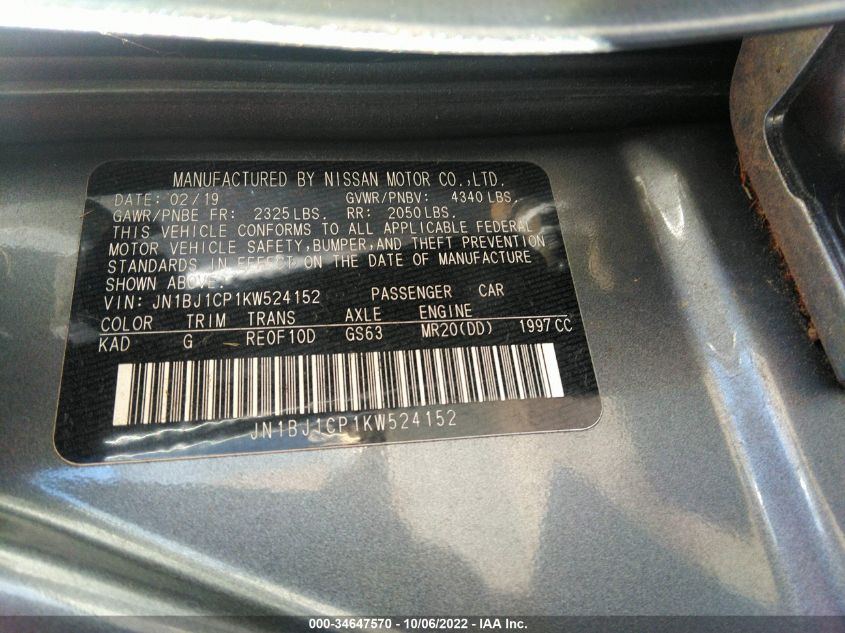 MANUFACTURED BY NISSAN MOTOR CO.,LTD.
DATE: 02/19 GVWR/PNBV: 4340 LBS.
GAWR/PNBE FR: 2325 LBS. RR: 2050 LBS.
THIS VEHICLE CONFORMS TO ALL APPLICABLE FEDERAL
MOTOR VEHICLE SAFETY,BUMPER,AND THEFT PREVENTION
STANDARDS IN EFFECT ON THE DATE OF MANUFACTURE
SHOWN ABOVE.
VIN: JN1BJ1CP1KW524152 PASSENGER CAR
COLOR TRIM TRANS AXLE ENGINE
KAD G RE0F10D GS63 MR20(DD) 1997 CC
JN1BJ1CP1KW524152
000-34647570 - 10/06/2022 - IAA Inc.